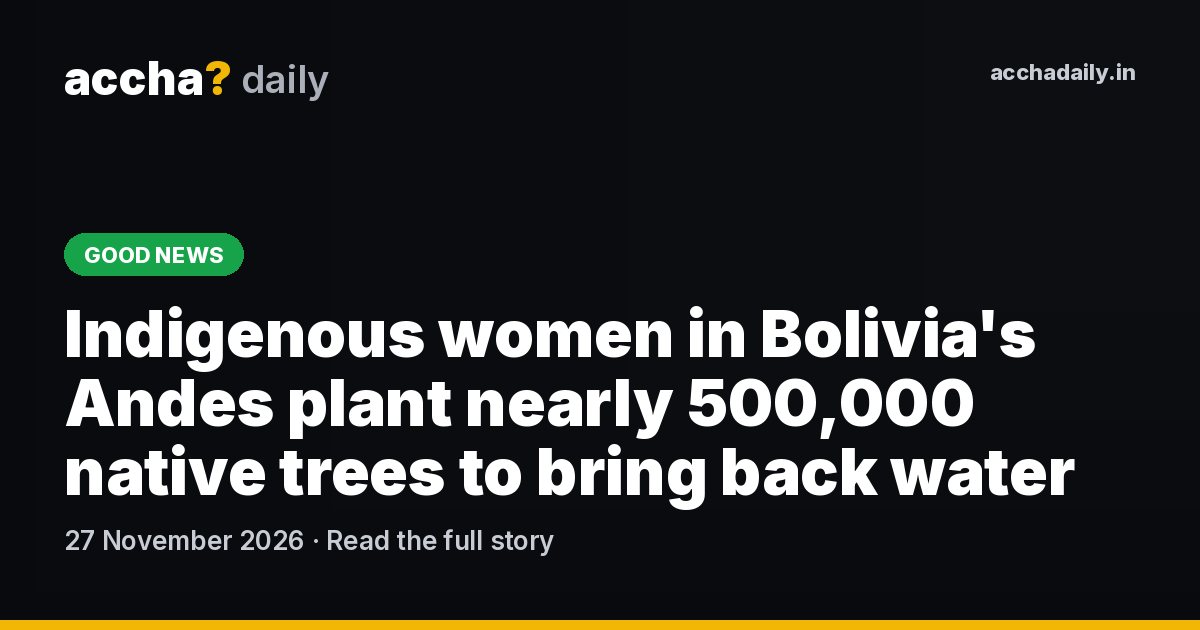 accha? daily
acchadaily.in
GOOD NEWS
Indigenous women in Bolivia's
Andes plant nearly 500,000
native trees to bring back water
27 November 2026 · Read the full story